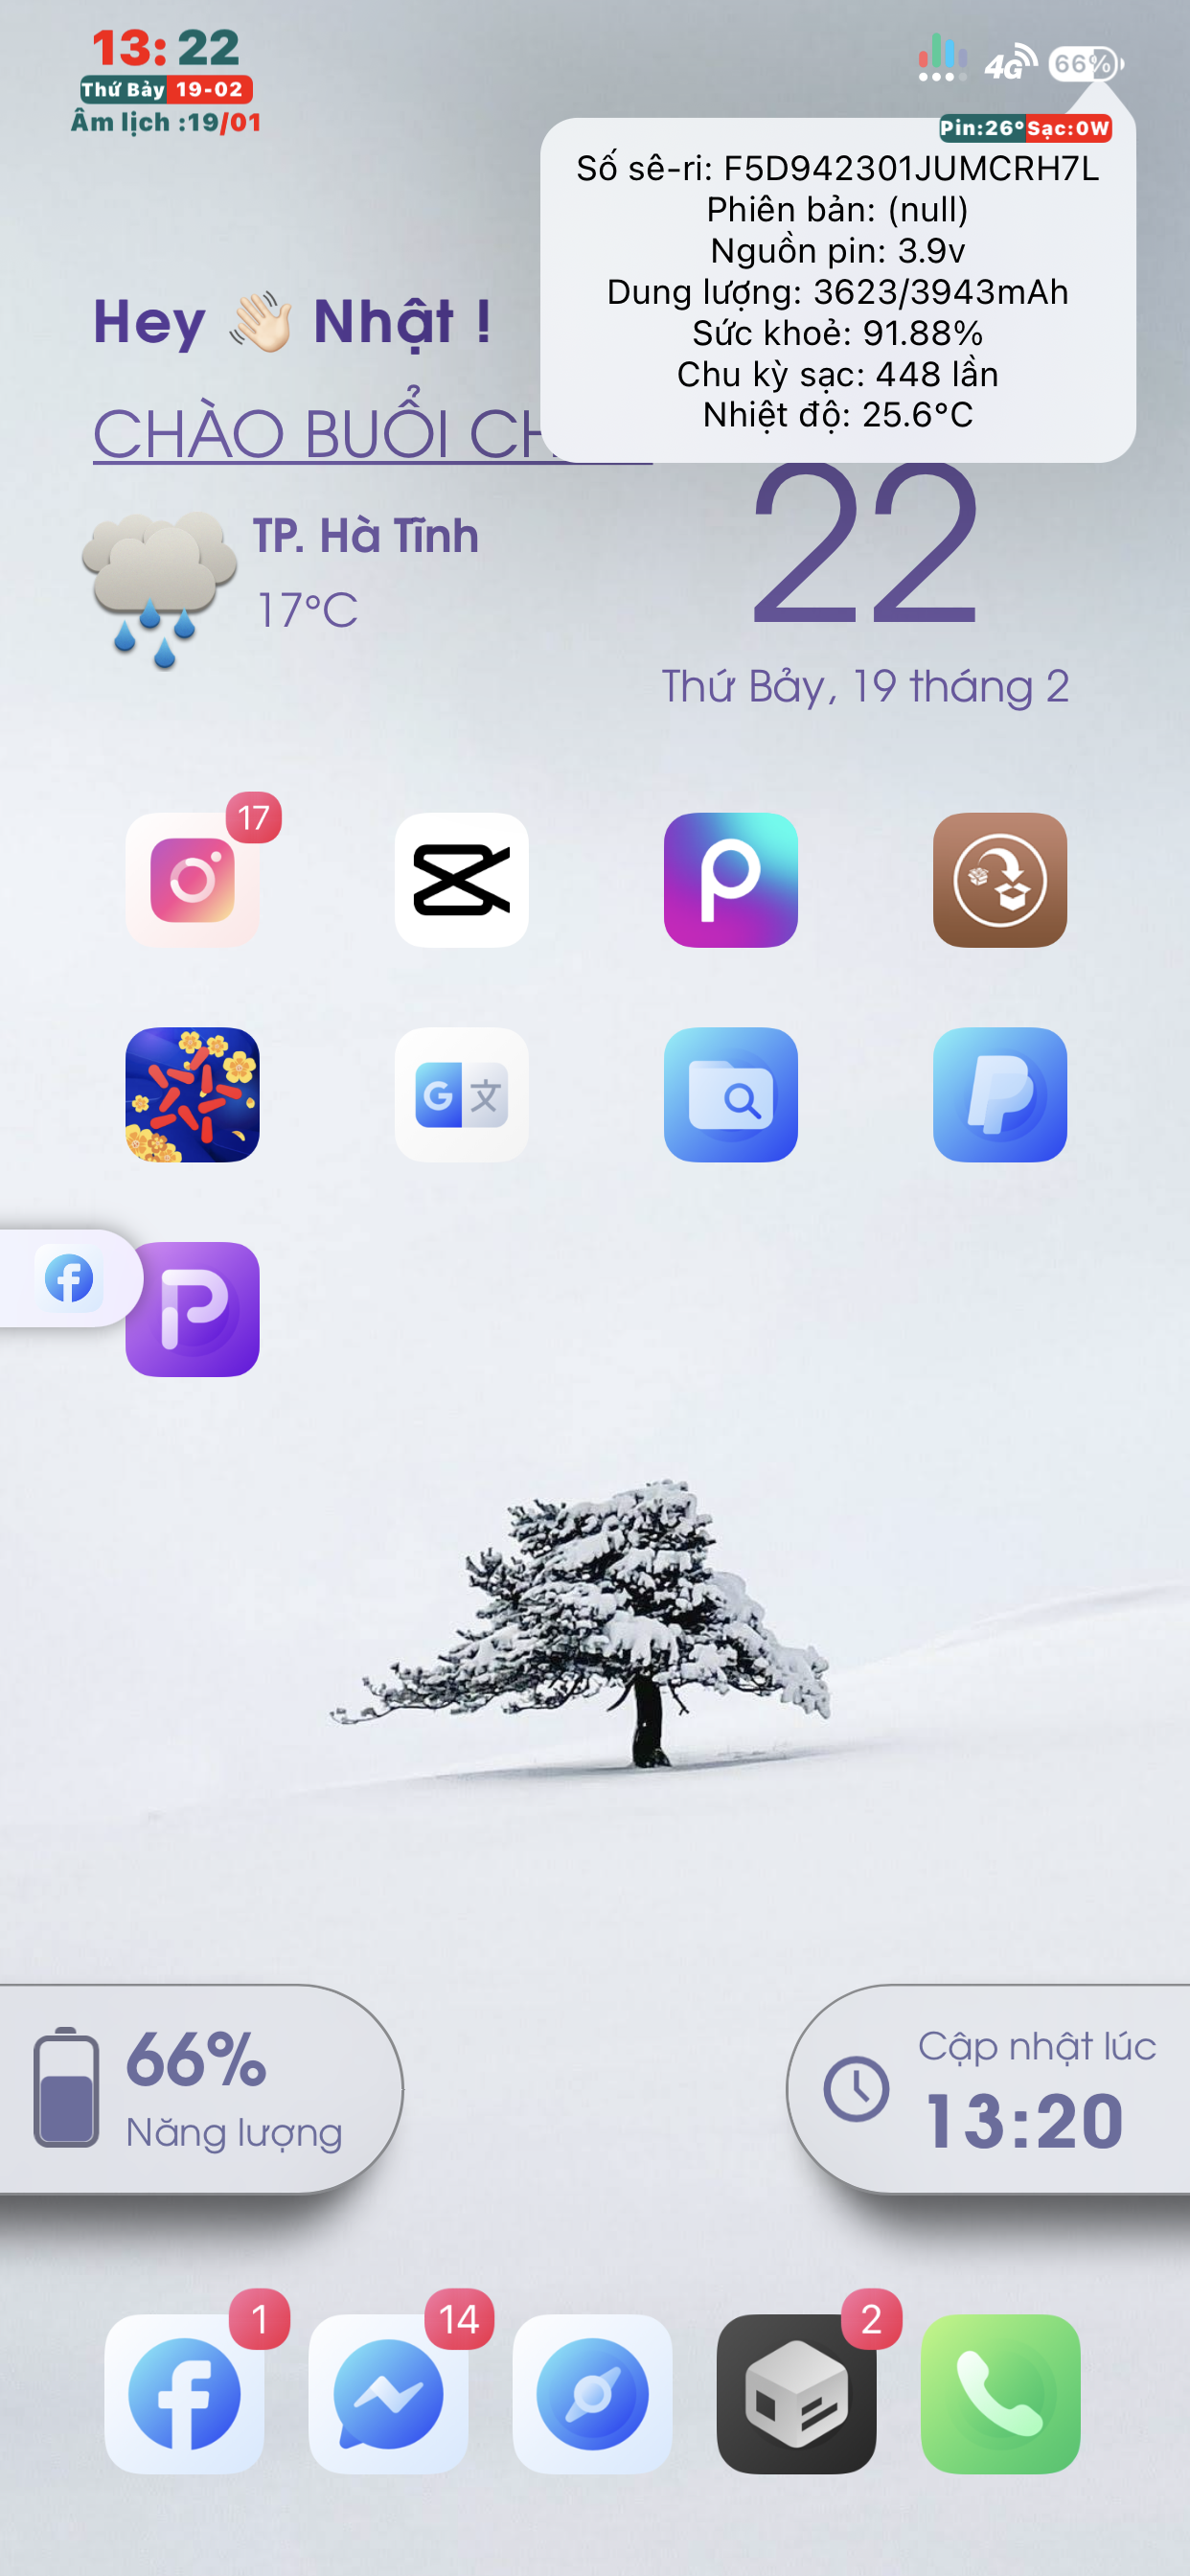 13: 22
Thứ Bảy 19-02
Âm lịch :19/01
4G
66%
Pin:26° Sạc:0W
Số sê-ri: F5D942301JUMCRH7L
Phiên bản: (null)
Nguồn pin: 3.9v
Dung lượng: 3623/3943mAh
Sức khoẻ: 91.88%
Chu kỳ sạc: 448 lần
Nhiệt độ: 25.6°C
Hey 👋🏻 Nhật !
CHÀO BUỔI
22
TP. Hà Tĩnh
17°C
Thứ Bảy, 19 tháng 2
17
G 文
66%
Năng lượng
Cập nhật lúc
13:20
1
14
2